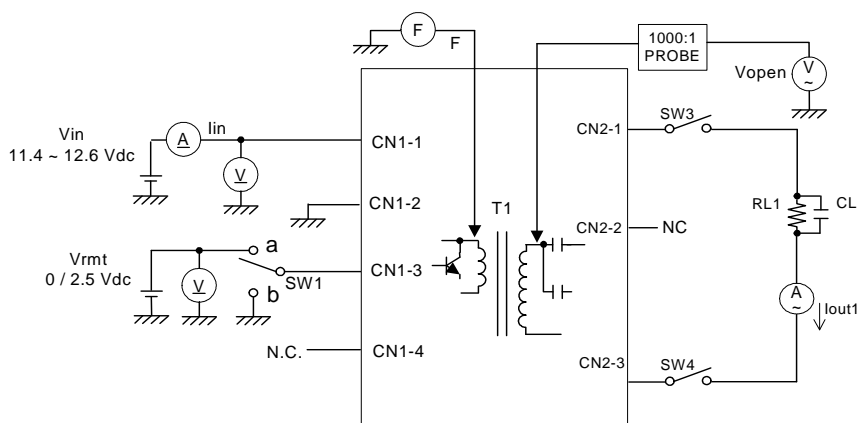 F
F
1000:1
PROBE
Vopen
V
~
Vin
11.4 ~ 12.6 Vdc
A
Iin
V
CN1-1
CN2-1
SW3
CN1-2
T1
RL1
CL
CN2-2
NC
Vrmt
0 / 2.5 Vdc
V
a
b
SW1
CN1-3
A
~
Iout1
N.C.
CN1-4
CN2-3
SW4